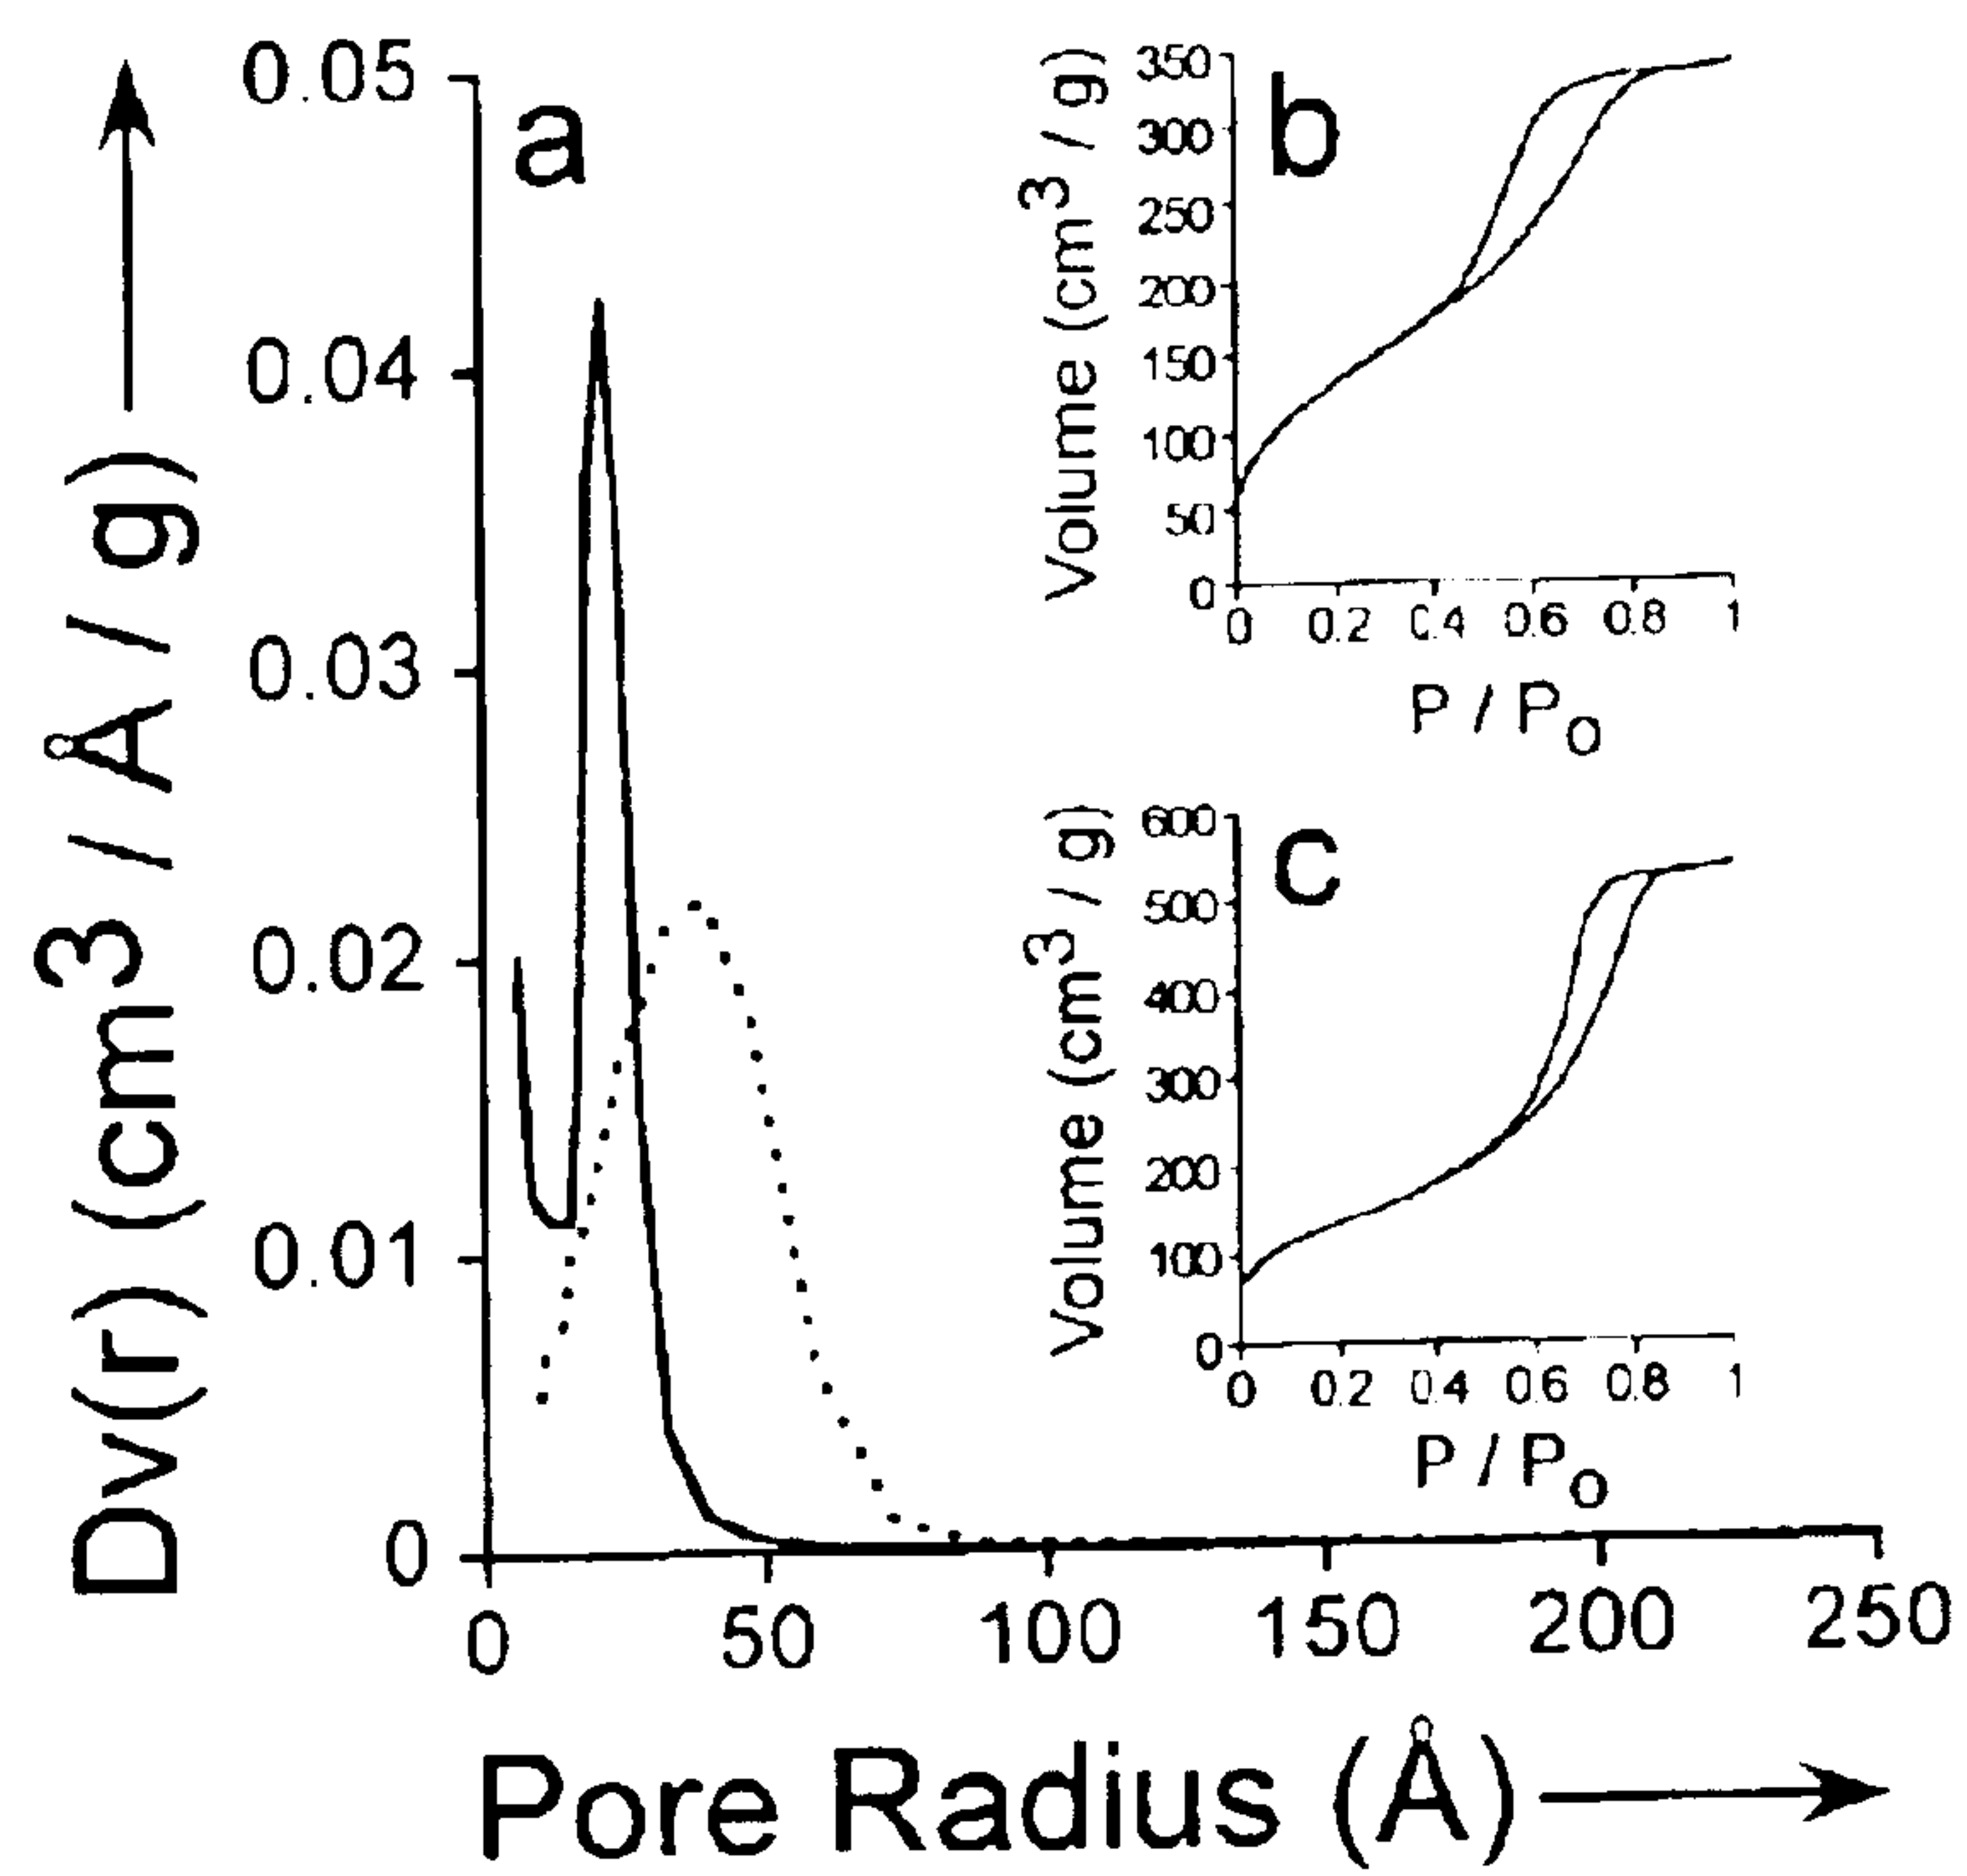 Dv(r) (cm3 / Å / g)
0.05
0.04
0.03
0.02
0.01
0
a
0 50 100 150 200 250
Pore Radius (Å)
b
Volume (cm3 / g)
350
300
250
200
150
100
50
0
0 0.2 0.4 0.6 0.8 1
P / Po
c
Volume (cm3 / g)
600
500
400
300
200
100
0
0 0.2 0.4 0.6 0.8 1
P / Po